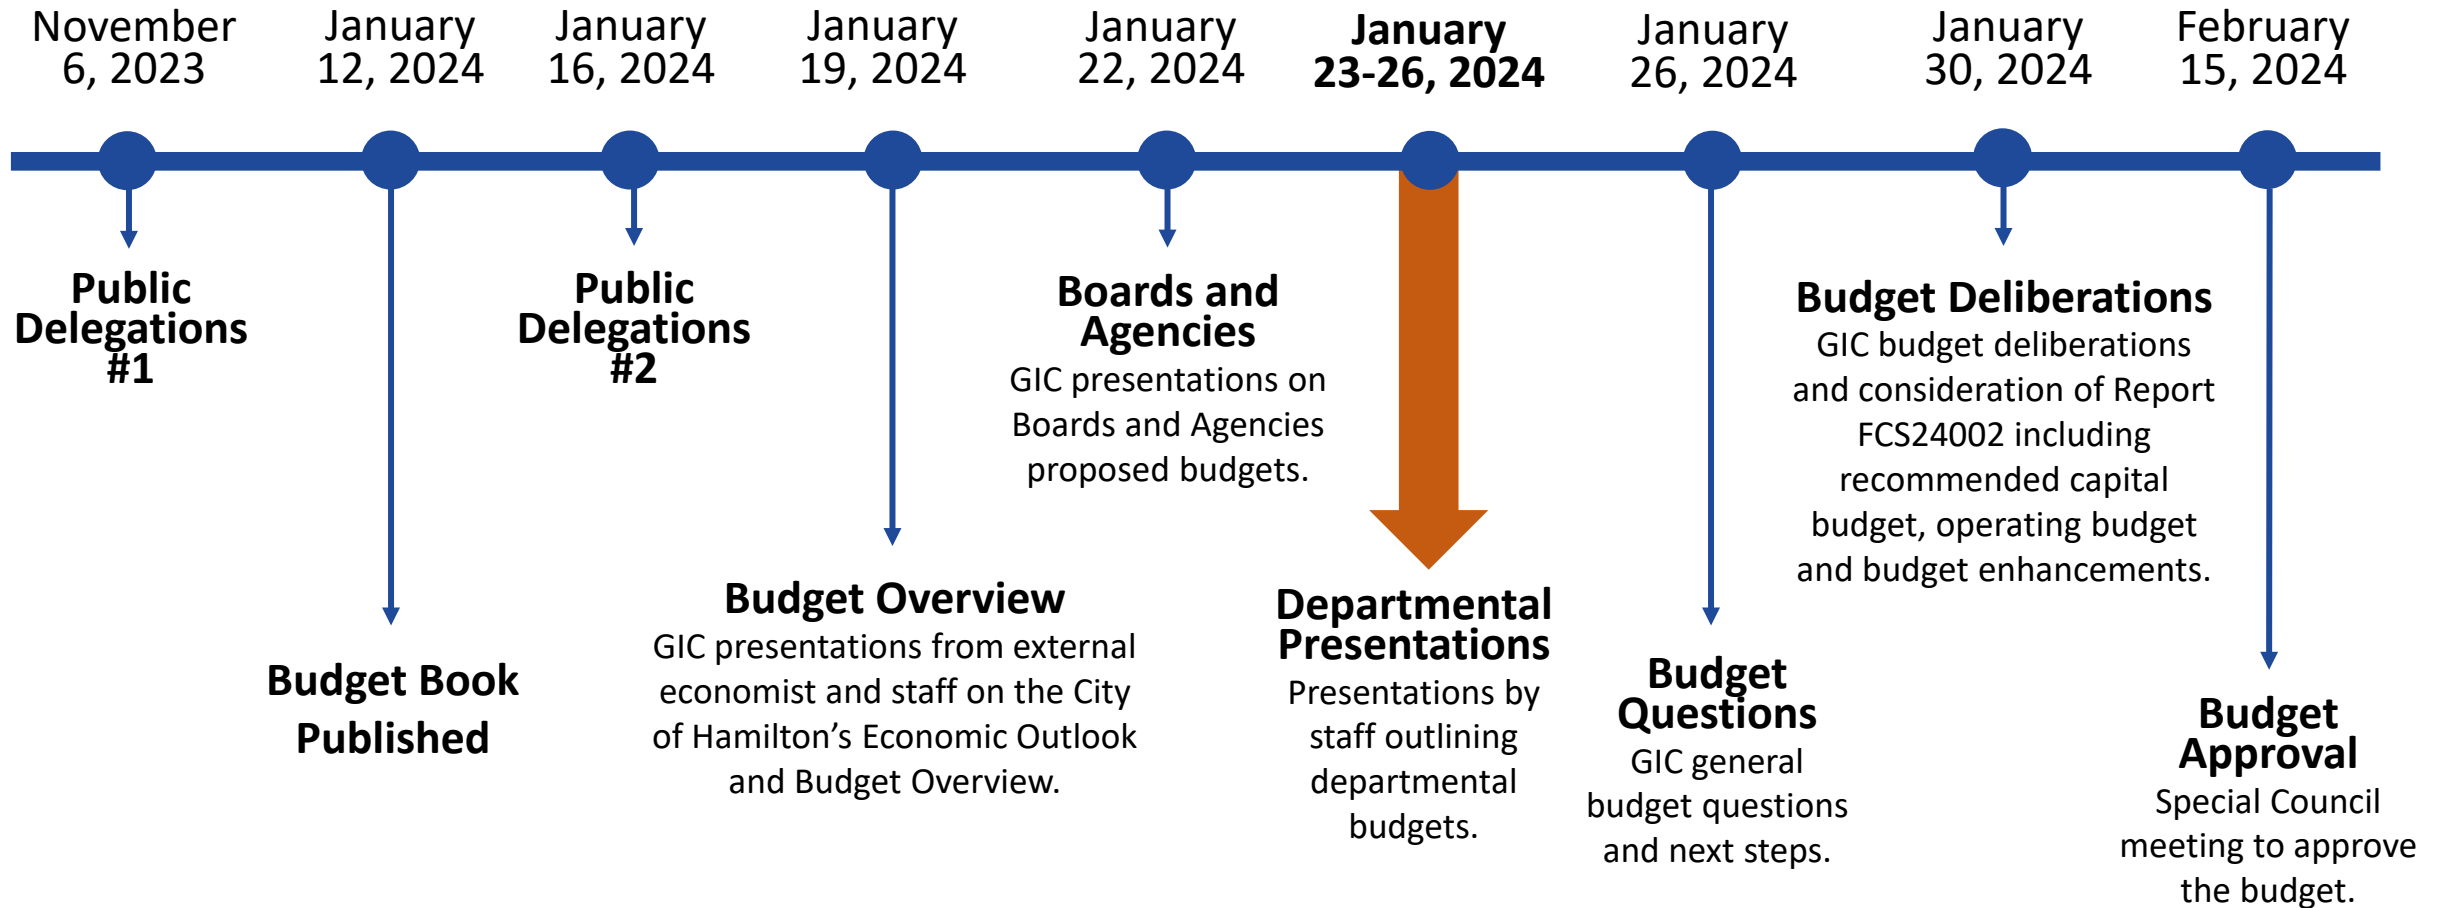 November
6, 2023
January
12, 2024
January
16, 2024
January
19, 2024
January
22, 2024
January
23-26, 2024
January
26, 2024
January
30, 2024
February
15, 2024
Public
Delegations
#1
Budget Book
Published
Public
Delegations
#2
Budget Overview
GIC presentations from external
economist and staff on the City
of Hamilton’s Economic Outlook
and Budget Overview.
Boards and
Agencies
GIC presentations on
Boards and Agencies
proposed budgets.
Departmental
Presentations
Presentations by
staff outlining
departmental
budgets.
Budget
Questions
GIC general
budget questions
and next steps.
Budget Deliberations
GIC budget deliberations
and consideration of Report
FCS24002 including
recommended capital
budget, operating budget
and budget enhancements.
Budget
Approval
Special Council
meeting to approve
the budget.